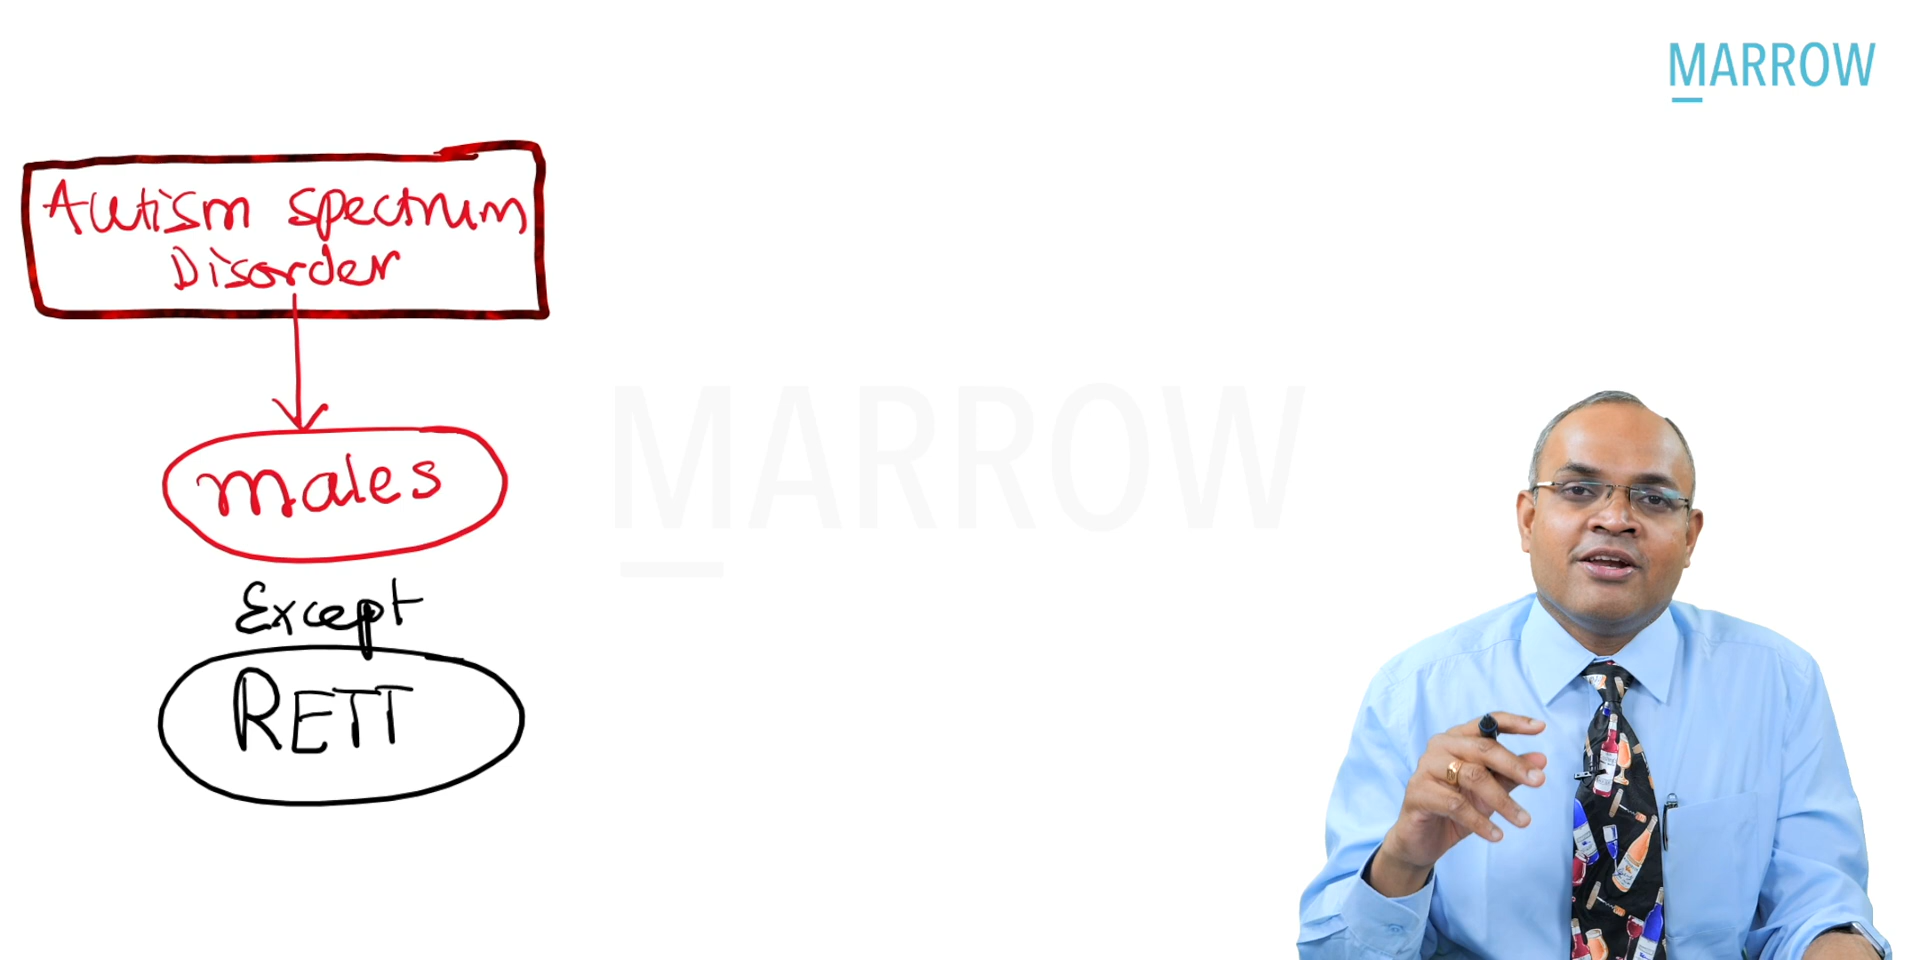 MARROW
Autism spectrum
Disorder
MARROW
males
Except
RETT